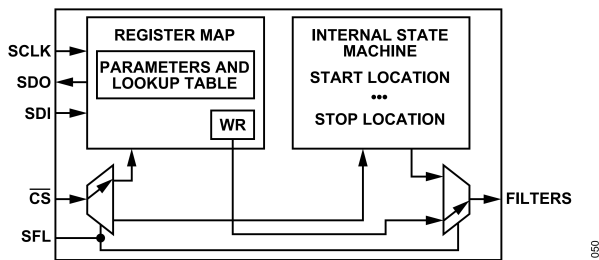 REGISTER MAP
PARAMETERS AND
LOOKUP TABLE
WR
INTERNAL STATE
MACHINE
START LOCATION
•••
STOP LOCATION
SCLK
SDO
SDI
C̅S̅
SFL
FILTERS
050